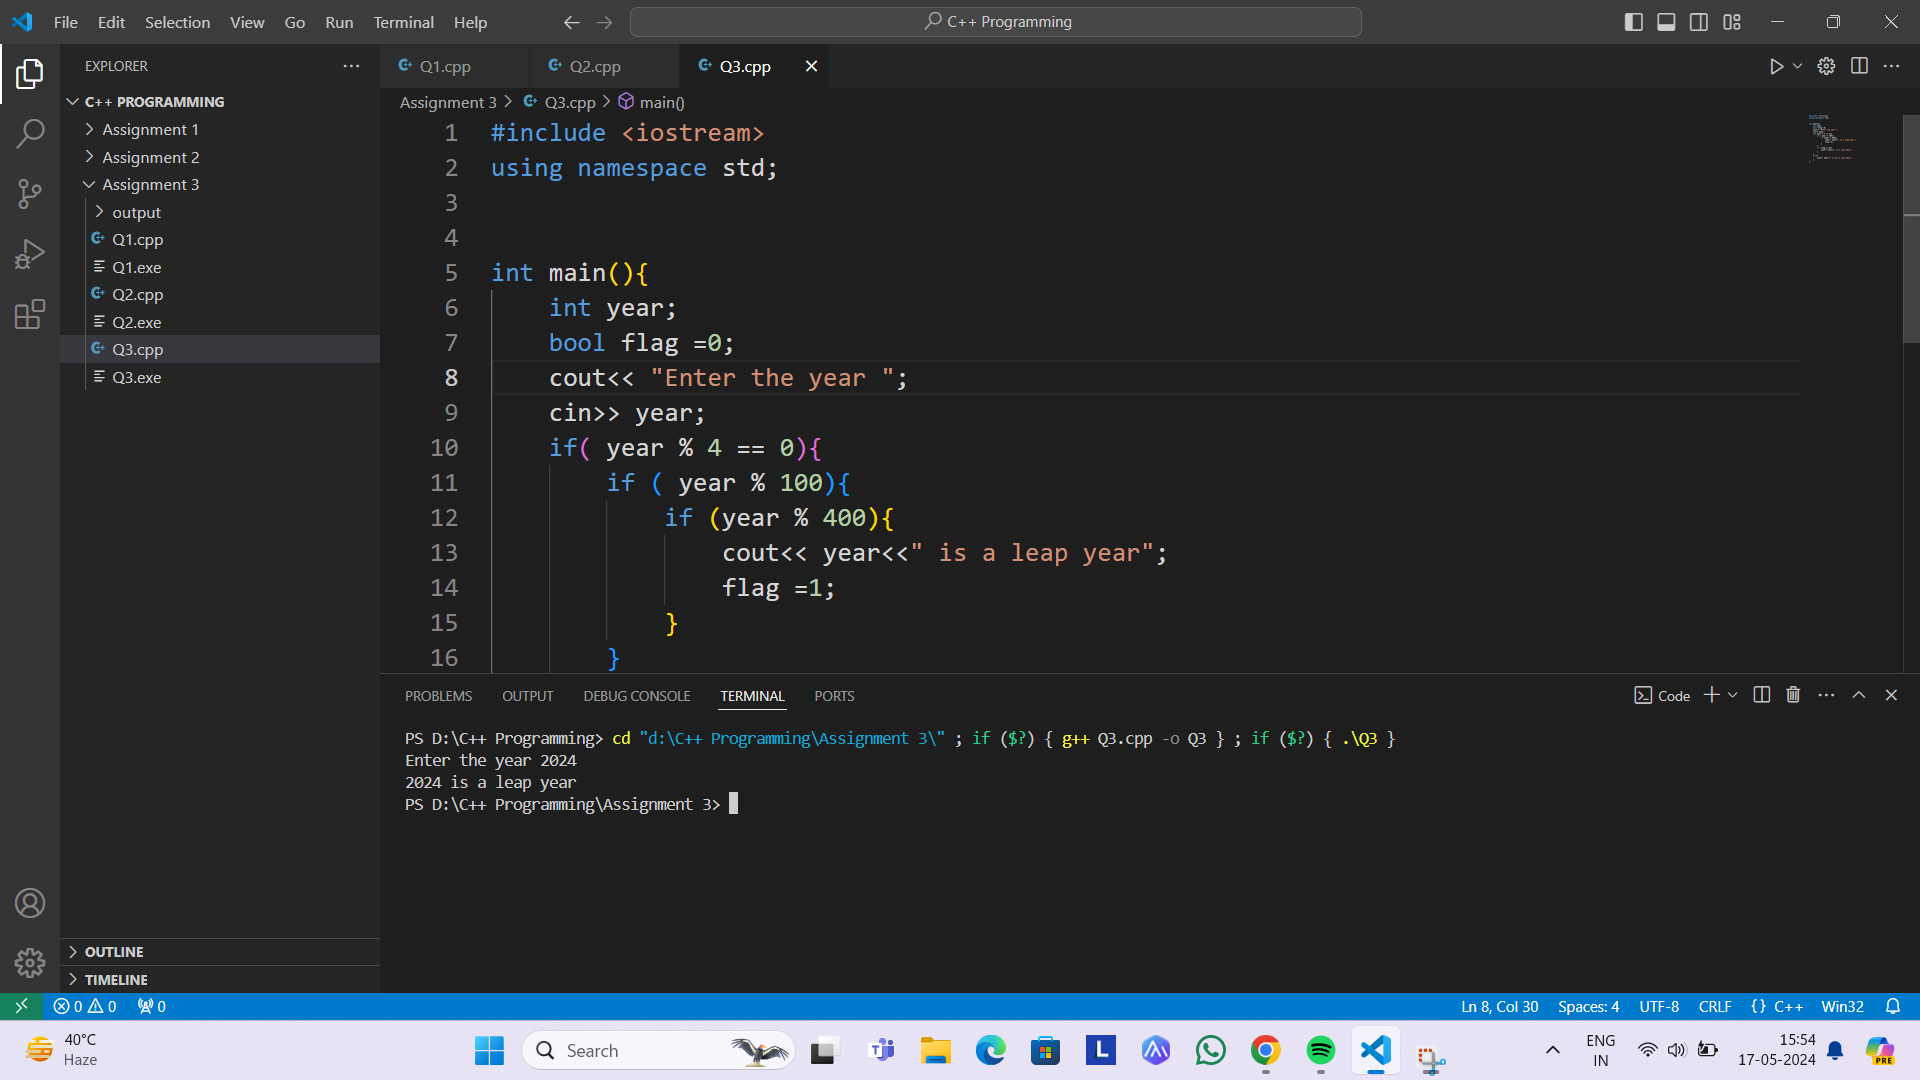 File Edit Selection View Go Run Terminal Help
C++ Programming
EXPLORER
C++ PROGRAMMING
Assignment 1
Assignment 2
Assignment 3
output
Q1.cpp
Q1.exe
Q2.cpp
Q2.exe
Q3.cpp
Q3.exe
OUTLINE
TIMELINE
Q1.cpp Q2.cpp Q3.cpp
Assignment 3 > Q3.cpp > main()
1 #include <iostream>
2 using namespace std;
3
4
5 int main(){
6 int year;
7 bool flag =0;
8 cout<< "Enter the year ";
9 cin>> year;
10 if( year % 4 == 0){
11 if ( year % 100){
12 if (year % 400){
13 cout<< year<<" is a leap year";
14 flag =1;
15 }
16 }
PROBLEMS OUTPUT DEBUG CONSOLE TERMINAL PORTS
Code
PS D:\C++ Programming> cd "d:\C++ Programming\Assignment 3\" ; if ($?) { g++ Q3.cpp -o Q3 } ; if ($?) { .\Q3 }
Enter the year 2024
2024 is a leap year
PS D:\C++ Programming\Assignment 3>
0 0 0
Ln 8, Col 30 Spaces: 4 UTF-8 CRLF {} C++ Win32
40°C
Haze
Search
L
ENG
IN
15:54
17-05-2024
PRE